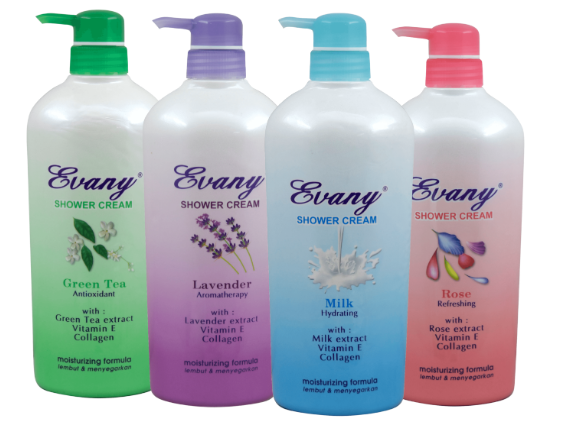 Evany®
SHOWER CREAM
Green Tea
Antioxidant
with :
Green Tea extract
Vitamin E
Collagen
moisturizing formula
lembut & menyegarkan
Evany
SHOWER CREAM
Lavender
Aromatherapy
with :
Lavender extract
Vitamin E
Collagen
moisturizing formula
lembut & menyegarkan
Evany®
SHOWER CREAM
Milk
Hydrating
with :
Milk extract
Vitamin E
Collagen
moisturizing formula
lembut & menyegarkan
Evany®
SHOWER CREAM
Rose
Refreshing
with :
Rose extract
Vitamin E
Collagen
moisturizing formula
lembut & menyegarkan